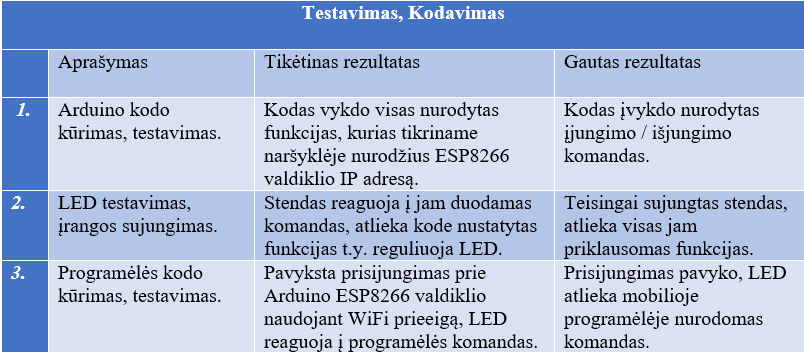 Testavimas, Kodavimas
Aprašymas
Tikėtinas rezultatas
Gautas rezultatas
1.
Arduino kodo
kūrimas, testavimas.
Kodas vykdo visas nurodytas
funkcijas, kurias tikriname
naršyklėje nurodžius ESP8266
valdiklio IP adresą.
Kodas įvykdo nurodytas
įjungimo / išjungimo
komandas.
2.
LED testavimas,
įrangos sujungimas.
Stendas reaguoja į jam duodamas
komandas, atlieka kode nustatytas
funkcijas t.y. reguliuoja LED.
Teisingai sujungtas stendas,
atlieka visas jam
priklausomas funkcijas.
3.
Programėlės kodo
kūrimas, testavimas.
Pavyksta prisijungimas prie
Arduino ESP8266 valdiklio
naudojant WiFi prieeigą, LED
reaguoja į programėlės komandas.
Prisijungimas pavyko, LED
atlieka mobilioje
programėlėje nurodomas
komandas.